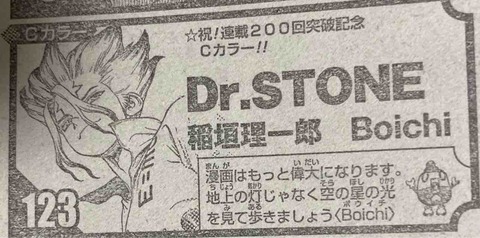 Cカラー
☆祝!連載200回突破記念
Cカラー!!
Dr.STONE
稲垣理一郎 Boichi
漫画はもっと偉大になります。
地上の灯じゃなく空の星の光
を見て歩きましょう〈Boichi〉
123